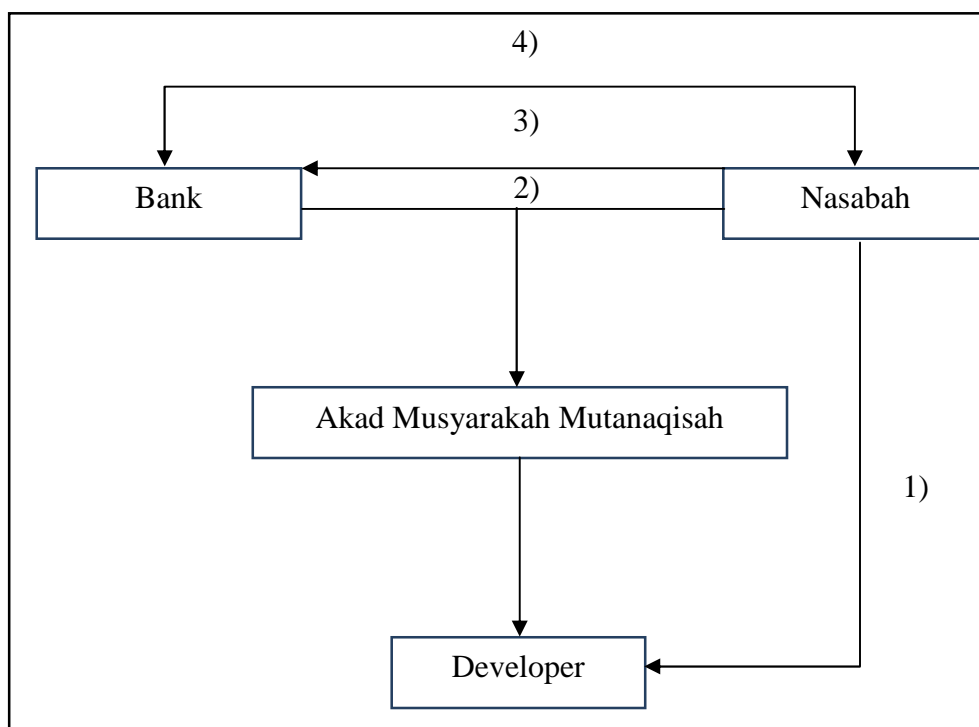 4)
3)
Bank
2)
Nasabah
Akad Musyarakah Mutanaqisah
1)
Developer